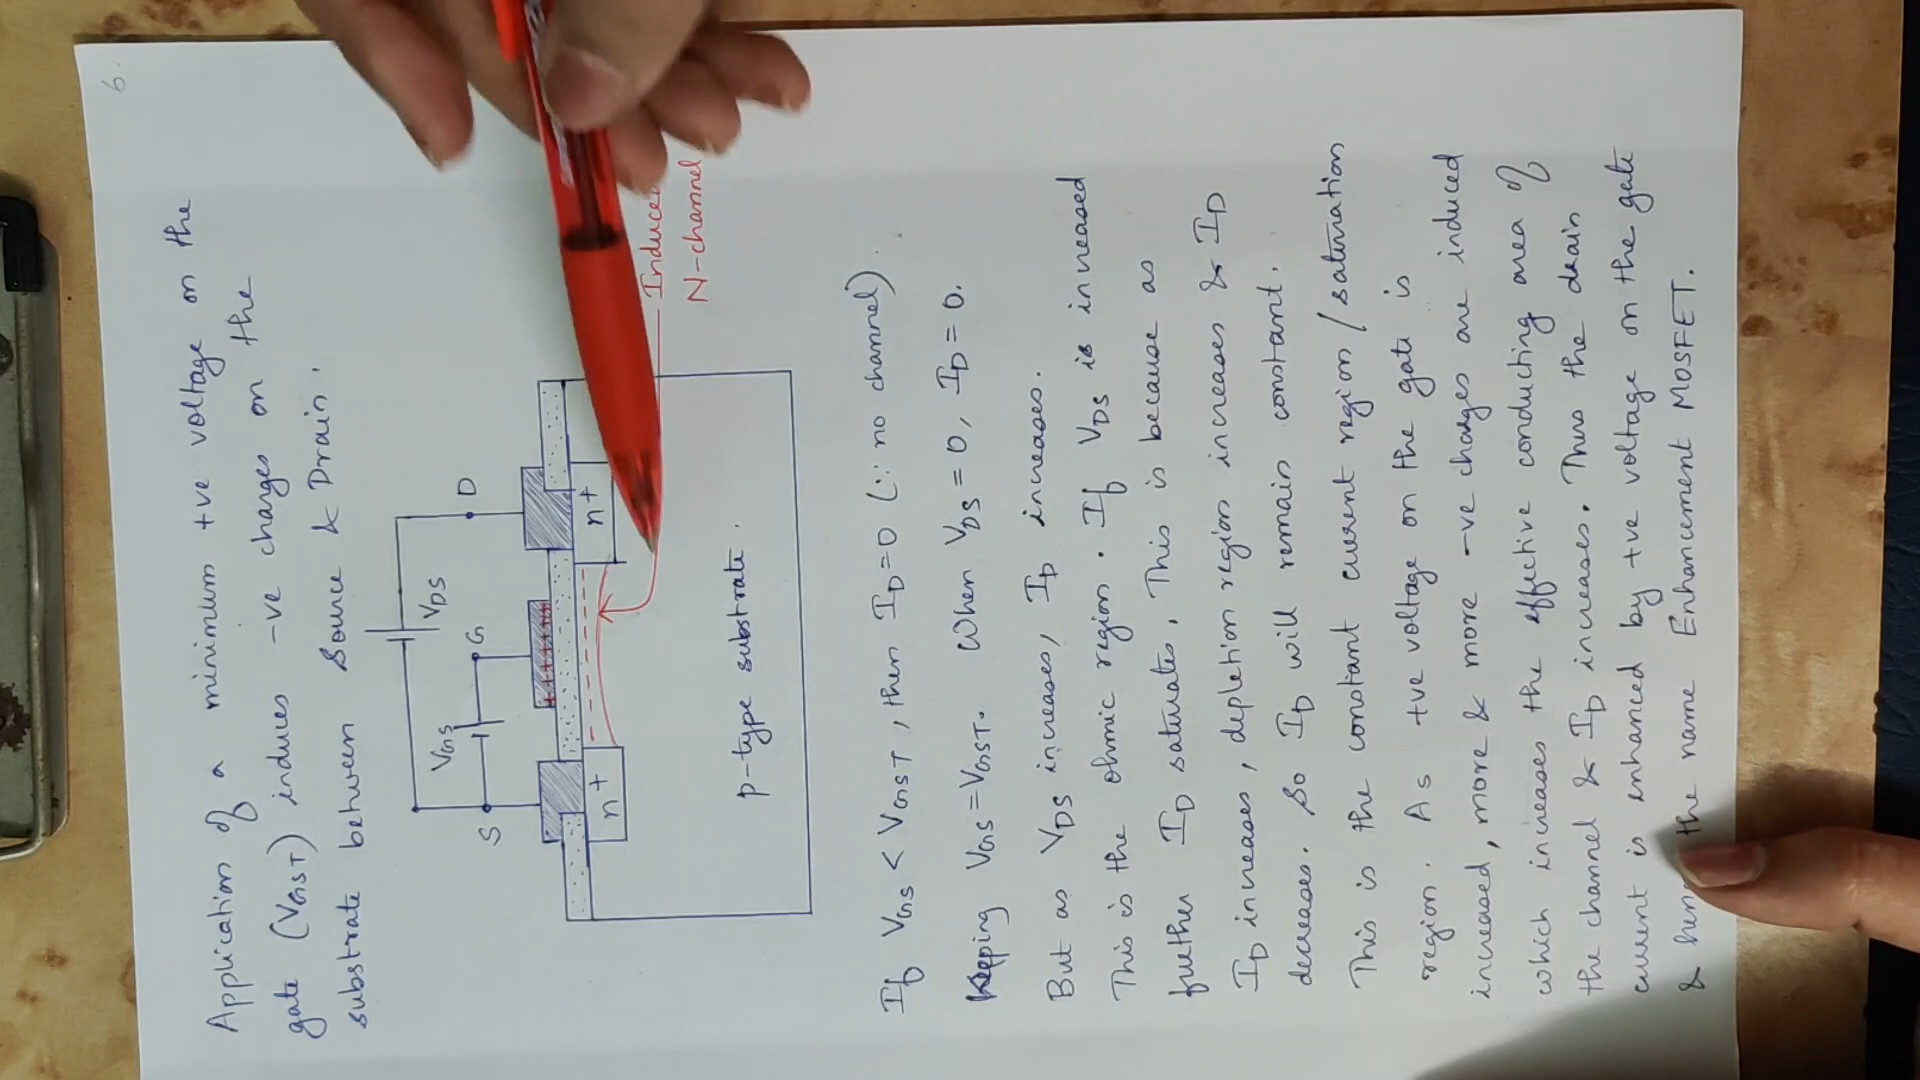 6.
Application of a minimum +ve voltage on the
gate (VGST) induces -ve charges on the
substrate between Source & Drain.
VDS
VGS
S
G
D
n+
n+
+++++
Induced
N-channel
p-type substrate.
If VGS < VGST, then ID=0 (∵ no channel).
Keeping VGS=VGST. When VDS=0, ID=0.
But as VDS increases, ID increases.
This is the ohmic region. If VDS is increased
further ID saturates. This is because as
ID increases, depletion region increases & ID
decreases. So ID will remain constant.
This is the constant current region/saturation
region. As +ve voltage on the gate is
increased, more & more -ve charges are induced
which increases the effective conducting area of
the channel & ID increases. Thus the drain
current is enhanced by +ve voltage on the gate
& the name Enhancement MOSFET.